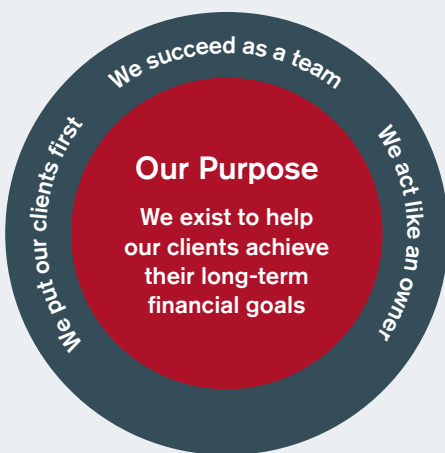 We put our clients first
We succeed as a team
We act like an owner
Our Purpose
We exist to help
our clients achieve
their long-term
financial goals